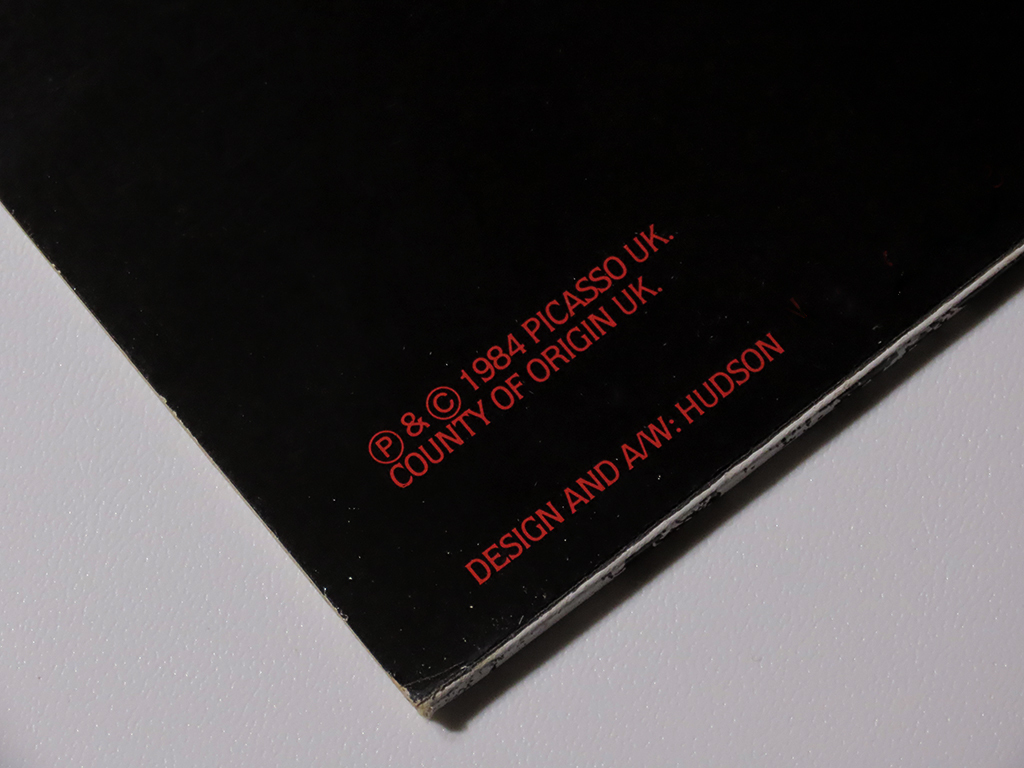 Ⓟ & © 1984 PICASSO UK.
COUNTY OF ORIGIN UK.
DESIGN AND A/W: HUDSON